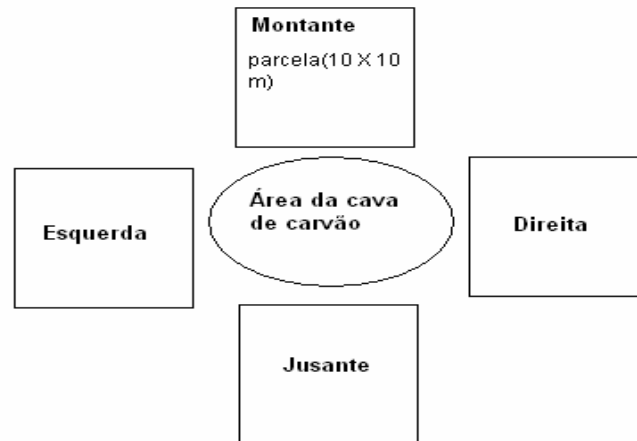 Montante
parcela(10 X 10
m)
Área da cava
de carvão
Esquerda
Direita
Jusante